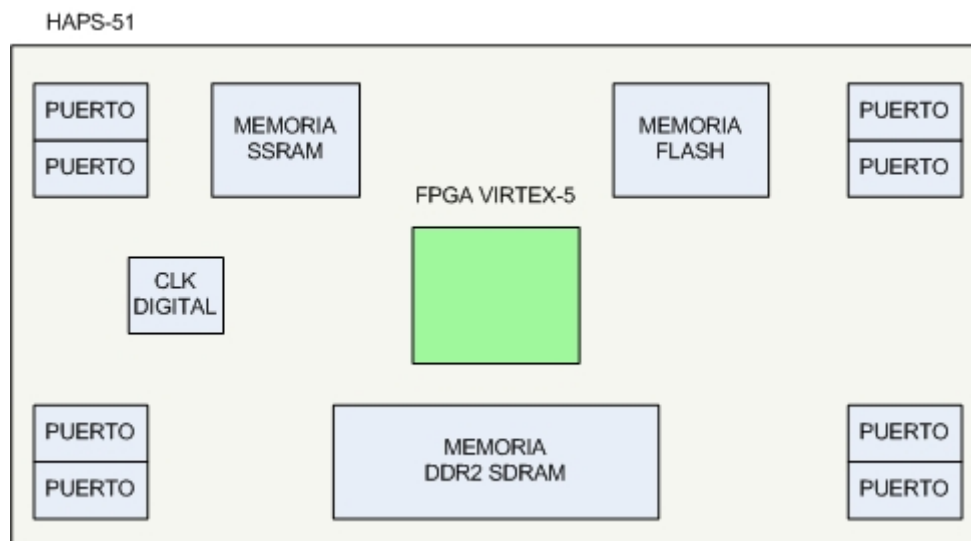 HAPS-51
PUERTO
PUERTO
MEMORIA
SSRAM
MEMORIA
FLASH
PUERTO
PUERTO
FPGA VIRTEX-5
CLK
DIGITAL
PUERTO
PUERTO
MEMORIA
DDR2 SDRAM
PUERTO
PUERTO